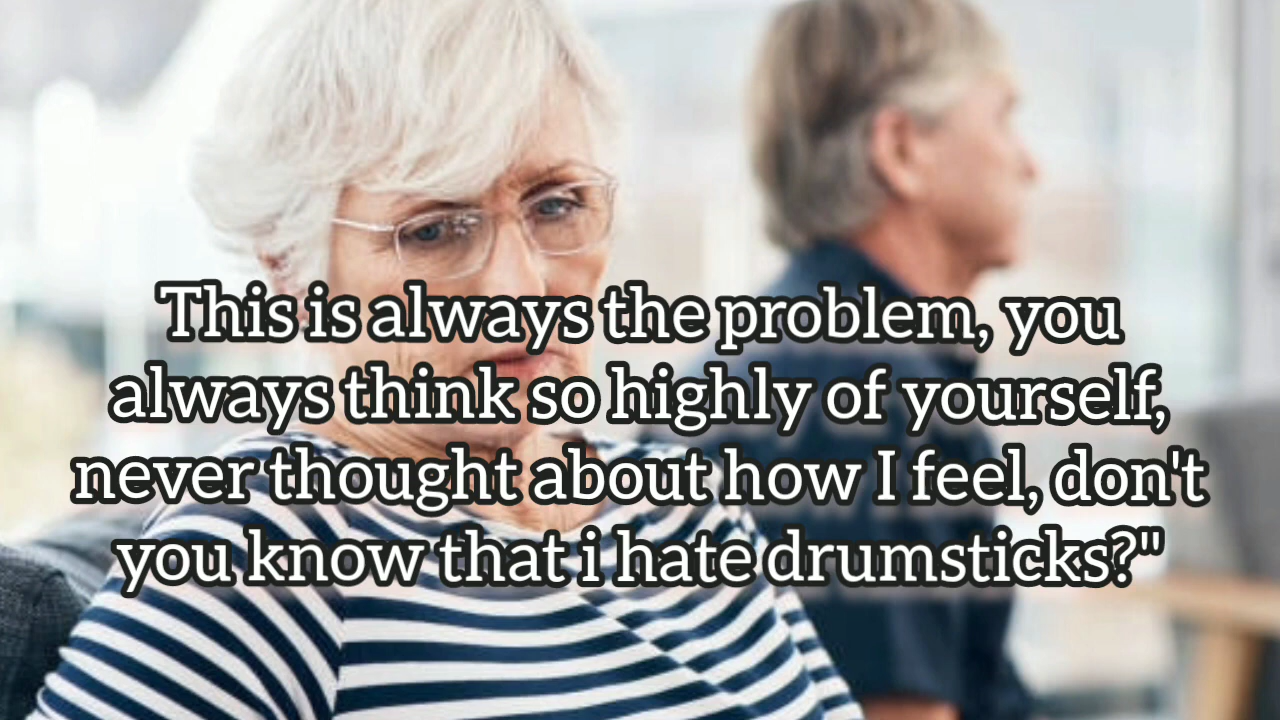 This is always the problem, you
always think so highly of yourself,
never thought about how I feel, don't
you know that i hate drumsticks?"